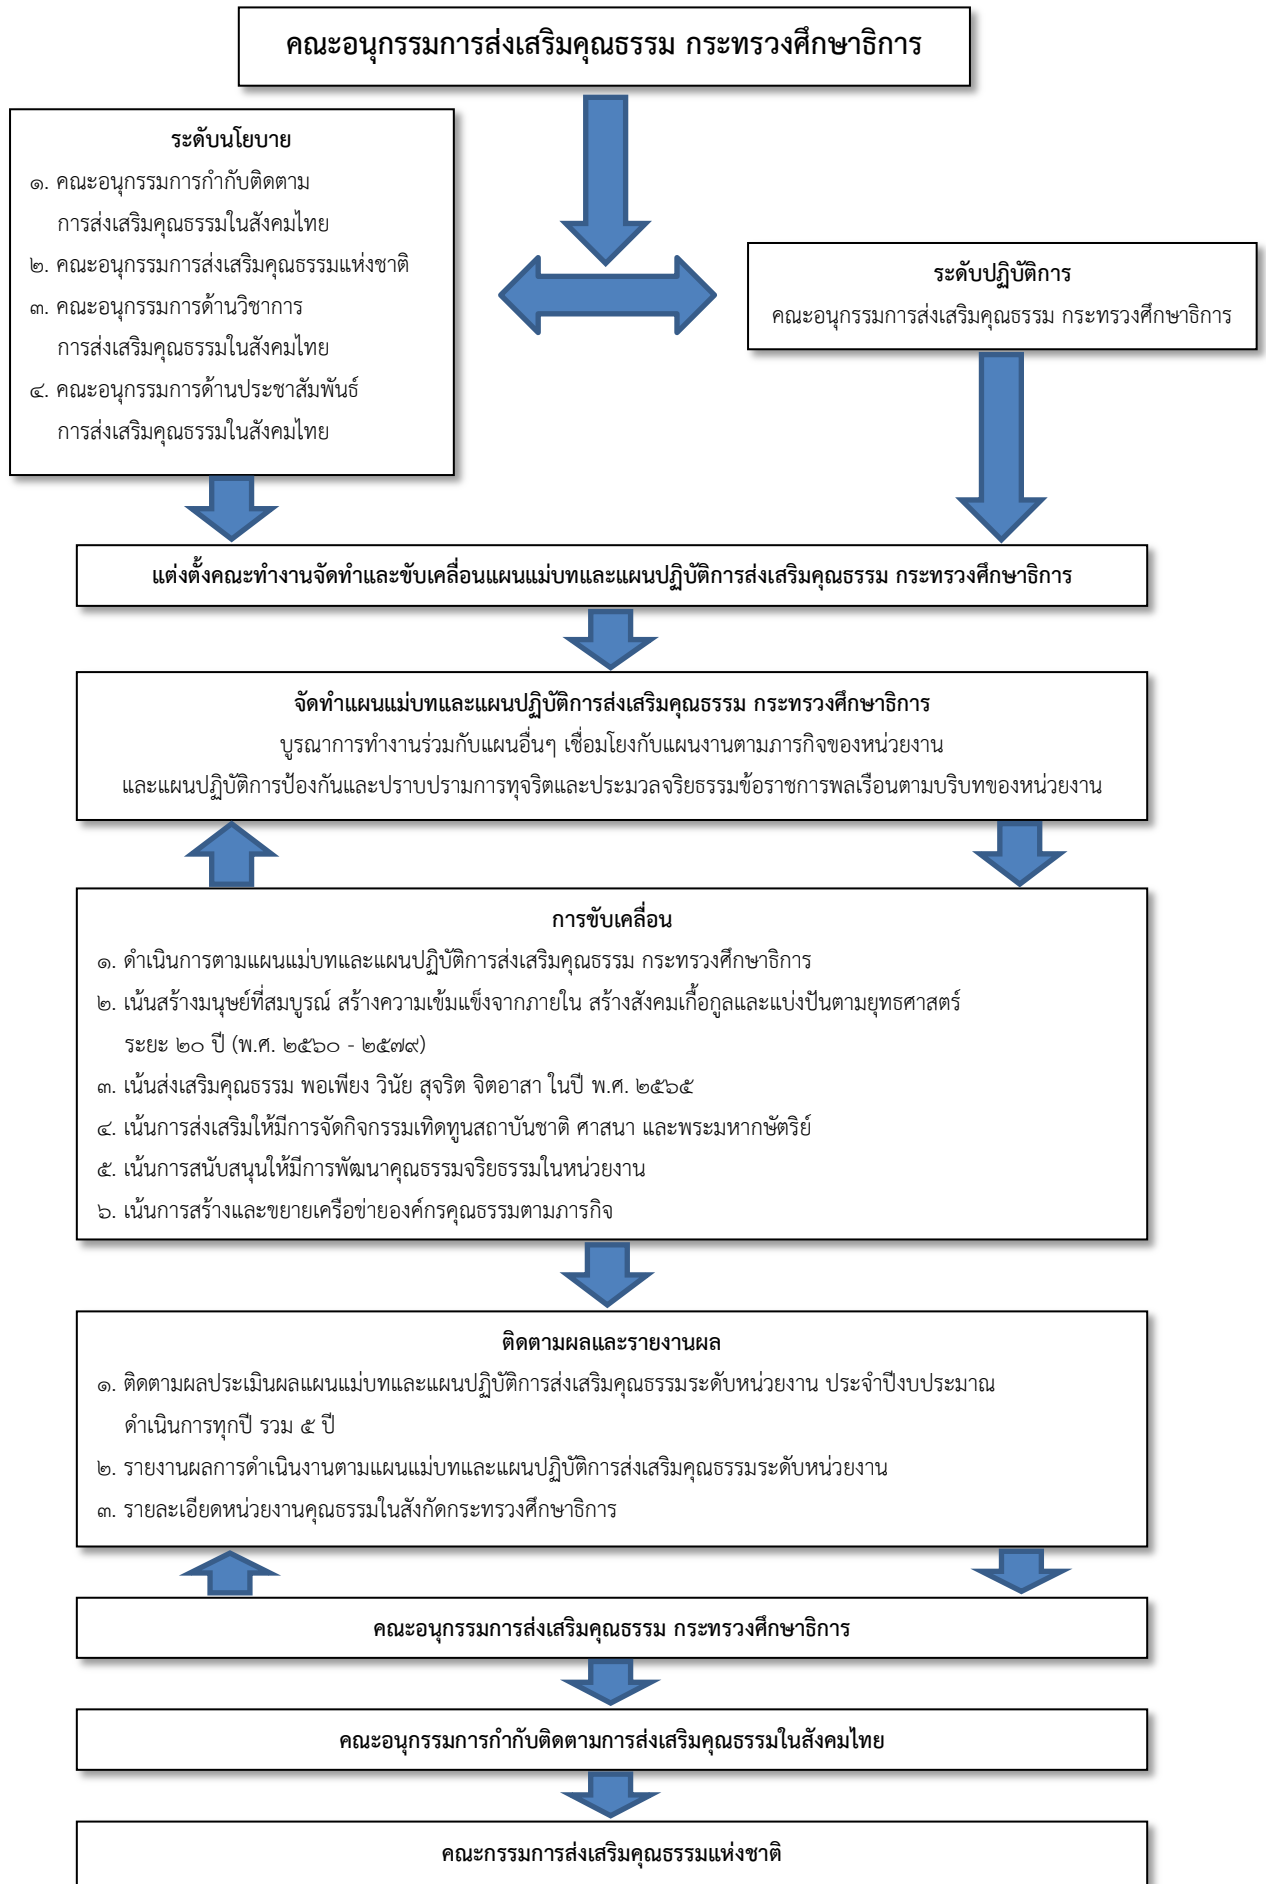 คณะอนุกรรมการส่งเสริมคุณธรรม กระทรวงศึกษาธิการ
ระดับนโยบาย
๑. คณะอนุกรรมการกำกับติดตาม
การส่งเสริมคุณธรรมในสังคมไทย
๒. คณะอนุกรรมการส่งเสริมคุณธรรมแห่งชาติ
๓. คณะอนุกรรมการด้านวิชาการ
การส่งเสริมคุณธรรมในสังคมไทย
๔. คณะอนุกรรมการด้านประชาสัมพันธ์
การส่งเสริมคุณธรรมในสังคมไทย
ระดับปฏิบัติการ
คณะอนุกรรมการส่งเสริมคุณธรรม กระทรวงศึกษาธิการ
แต่งตั้งคณะทำงานจัดทำและขับเคลื่อนแผนแม่บทและแผนปฏิบัติการส่งเสริมคุณธรรม กระทรวงศึกษาธิการ
จัดทำแผนแม่บทและแผนปฏิบัติการส่งเสริมคุณธรรม กระทรวงศึกษาธิการ
บูรณาการทำงานร่วมกับแผนอื่นๆ เชื่อมโยงกับแผนงานตามภารกิจของหน่วยงาน
และแผนปฏิบัติการป้องกันและปราบปรามการทุจริตและประมวลจริยธรรมข้อราชการพลเรือนตามบริบทของหน่วยงาน
การขับเคลื่อน
๑. ดำเนินการตามแผนแม่บทและแผนปฏิบัติการส่งเสริมคุณธรรม กระทรวงศึกษาธิการ
๒. เน้นสร้างมนุษย์ที่สมบูรณ์ สร้างความเข้มแข็งจากภายใน สร้างสังคมเกื้อกูลและแบ่งปันตามยุทธศาสตร์
ระยะ ๒๐ ปี (พ.ศ. ๒๕๖๐ - ๒๕๗๙)
๓. เน้นส่งเสริมคุณธรรม พอเพียง วินัย สุจริต จิตอาสา ในปี พ.ศ. ๒๕๖๕
๔. เน้นการส่งเสริมให้มีการจัดกิจกรรมเทิดทูนสถาบันชาติ ศาสนา และพระมหากษัตริย์
๕. เน้นการสนับสนุนให้มีการพัฒนาคุณธรรมจริยธรรมในหน่วยงาน
๖. เน้นการสร้างและขยายเครือข่ายองค์กรคุณธรรมตามภารกิจ
ติดตามผลและรายงานผล
๑. ติดตามผลประเมินผลแผนแม่บทและแผนปฏิบัติการส่งเสริมคุณธรรมระดับหน่วยงาน ประจำปีงบประมาณ
ดำเนินการทุกปี รวม ๕ ปี
๒. รายงานผลการดำเนินงานตามแผนแม่บทและแผนปฏิบัติการส่งเสริมคุณธรรมระดับหน่วยงาน
๓. รายละเอียดหน่วยงานคุณธรรมในสังกัดกระทรวงศึกษาธิการ
คณะอนุกรรมการส่งเสริมคุณธรรม กระทรวงศึกษาธิการ
คณะอนุกรรมการกำกับติดตามการส่งเสริมคุณธรรมในสังคมไทย
คณะกรรมการส่งเสริมคุณธรรมแห่งชาติ